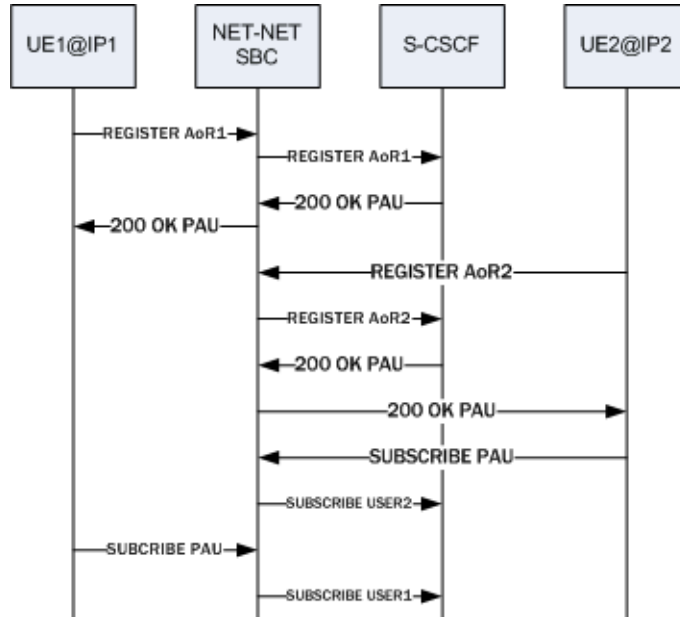 UE1@IP1
NET-NET
SBC
S-CSCF
UE2@IP2
REGISTER AoR1
REGISTER AoR1
200 OK PAU
200 OK PAU
REGISTER AoR2
REGISTER AoR2
200 OK PAU
200 OK PAU
SUBSCRIBE PAU
SUBSCRIBE USER2
SUBCRIBE PAU
SUBSCRIBE USER1